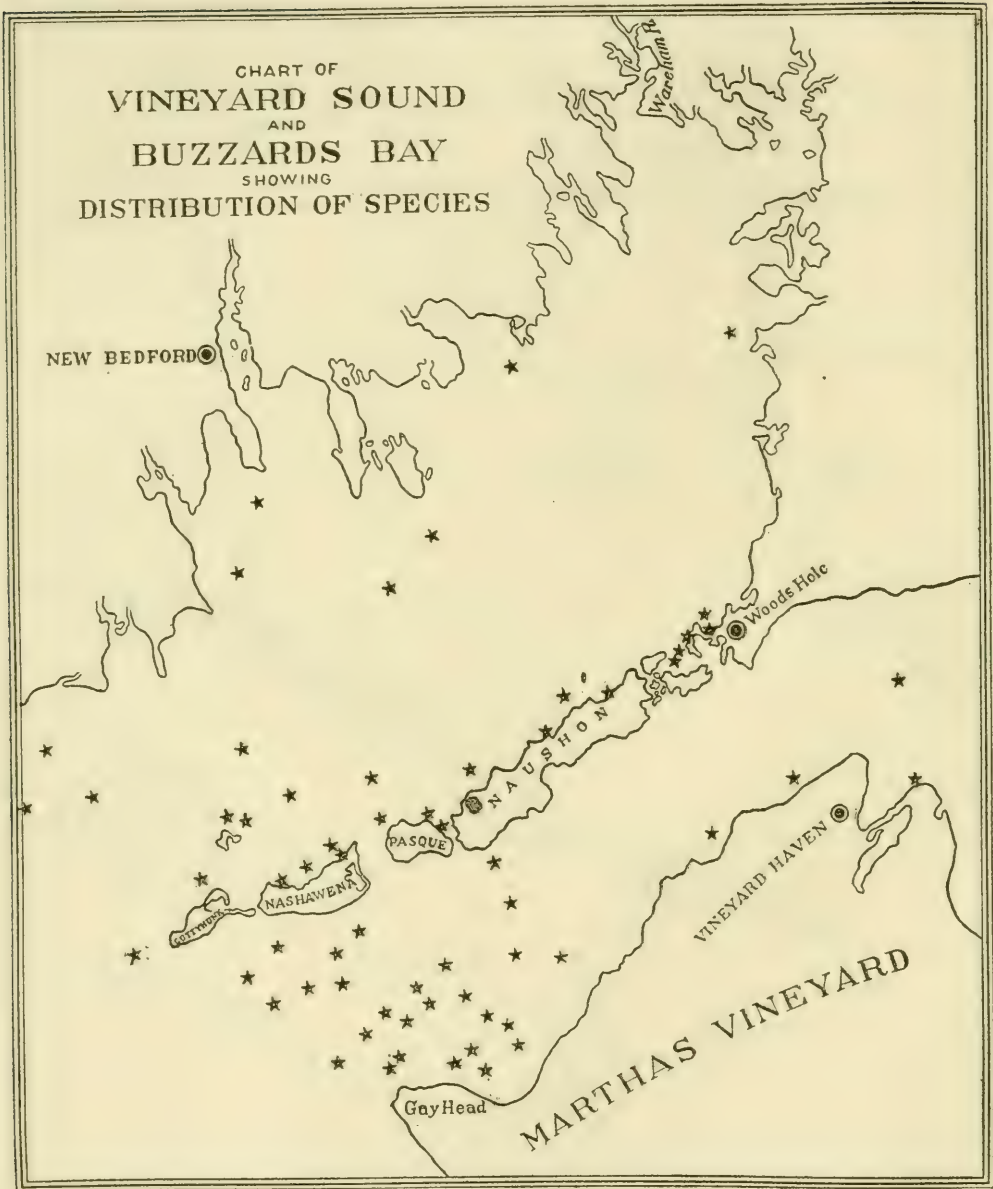 CHART OF
VINEYARD SOUND
AND
BUZZARDS BAY
SHOWING
DISTRIBUTION OF SPECIES
Wareham R.
NEW BEDFORD
Woods Hole
NAUSHON
PASQUE
NASHAWENA
CUTTYHUNK
VINEYARD HAVEN
MARTHAS VINEYARD
Gay Head